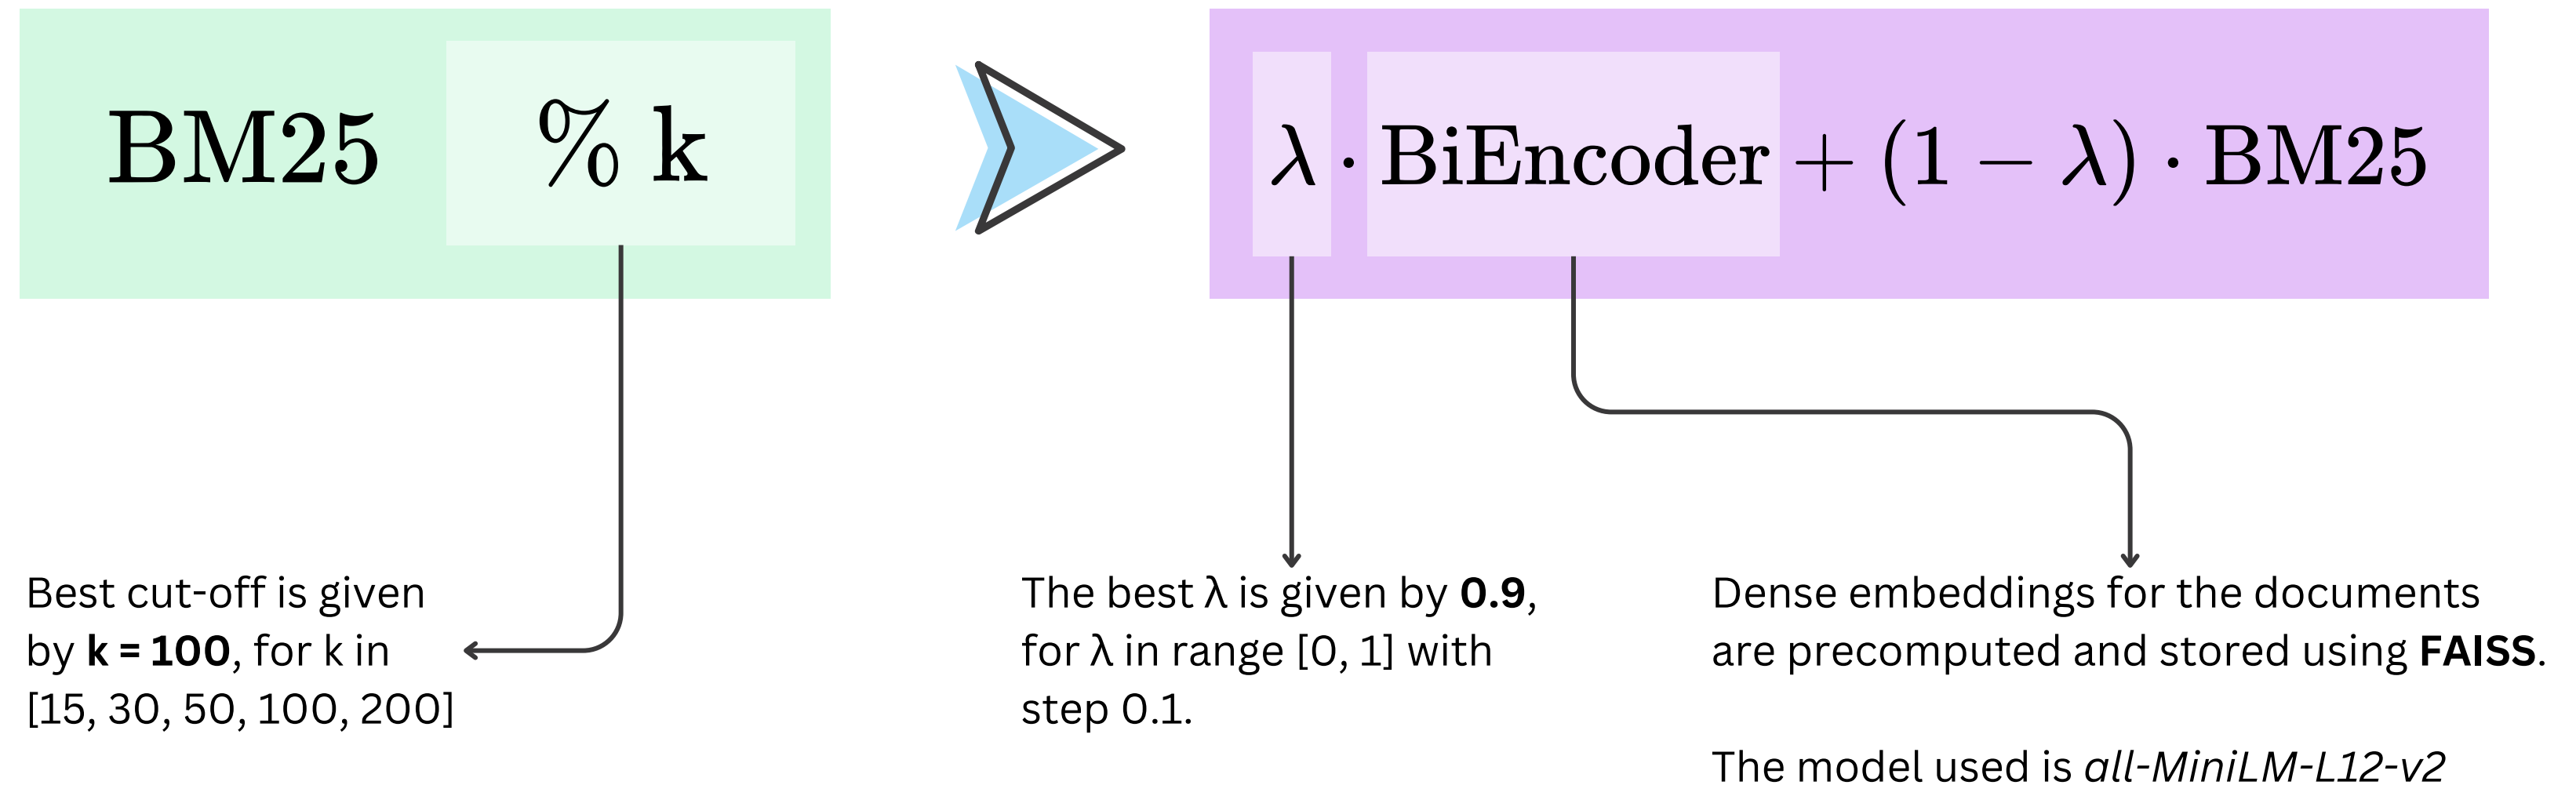 BM25 % k
λ · BiEncoder + (1 − λ) · BM25
Best cut-off is given
by k = 100, for k in
[15, 30, 50, 100, 200]
The best λ is given by 0.9,
for λ in range [0, 1] with
step 0.1.
Dense embeddings for the documents
are precomputed and stored using FAISS.
The model used is all-MiniLM-L12-v2